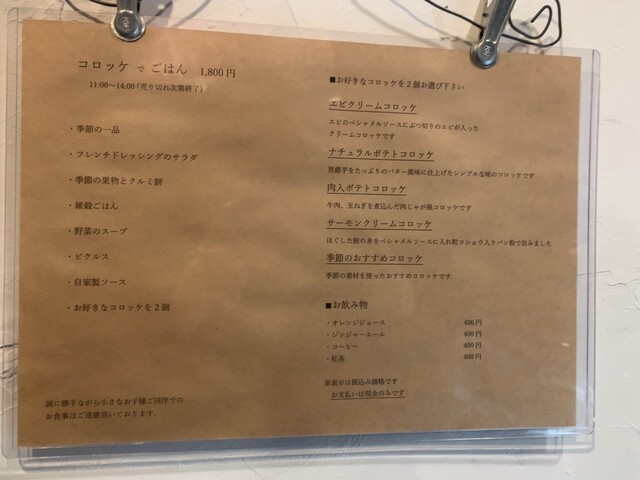 コロッケ で ごはん 1,800円
11:00～14:00(売り切れ次第終了)
・季節の一品
・フレンチドレッシングのサラダ
・季節の果物とクルミ餅
・雑穀ごはん
・野菜のスープ
・ピクルス
・自家製ソース
・お好きなコロッケを２個
誠に勝手ながら小さなお子様ご同伴での
お食事はご遠慮頂いております。
■お好きなコロッケを２個お選び下さい
エビクリームコロッケ
エビのベシャメルソースにぶつ切りのエビが入った
クリームコロッケです
ナチュラルポテトコロッケ
男爵芋をたっぷりのバター風味に仕上げたシンプルな味のコロッケです
肉入ポテトコロッケ
牛肉、玉ねぎを煮込んだ肉じゃが風コロッケです
サーモンクリームコロッケ
ほぐした鮭の身をベシャメルソースに入れ粒コショウ入りパン粉で包みました
季節のおすすめコロッケ
季節の素材を使ったおすすめコロッケです
■お飲み物
・オレンジジュース 400円
・ジンジャーエール 400円
・コーヒー 400円
・紅茶 400円
※表示は税込み価格です
お支払いは現金のみです